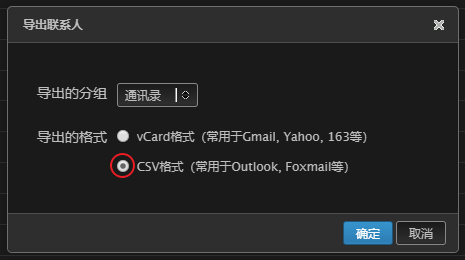 导出联系人
导出的分组 通讯录
导出的格式 vCard格式（常用于Gmail, Yahoo, 163等）
CSV格式（常用于Outlook, Foxmail等）
确定 取消